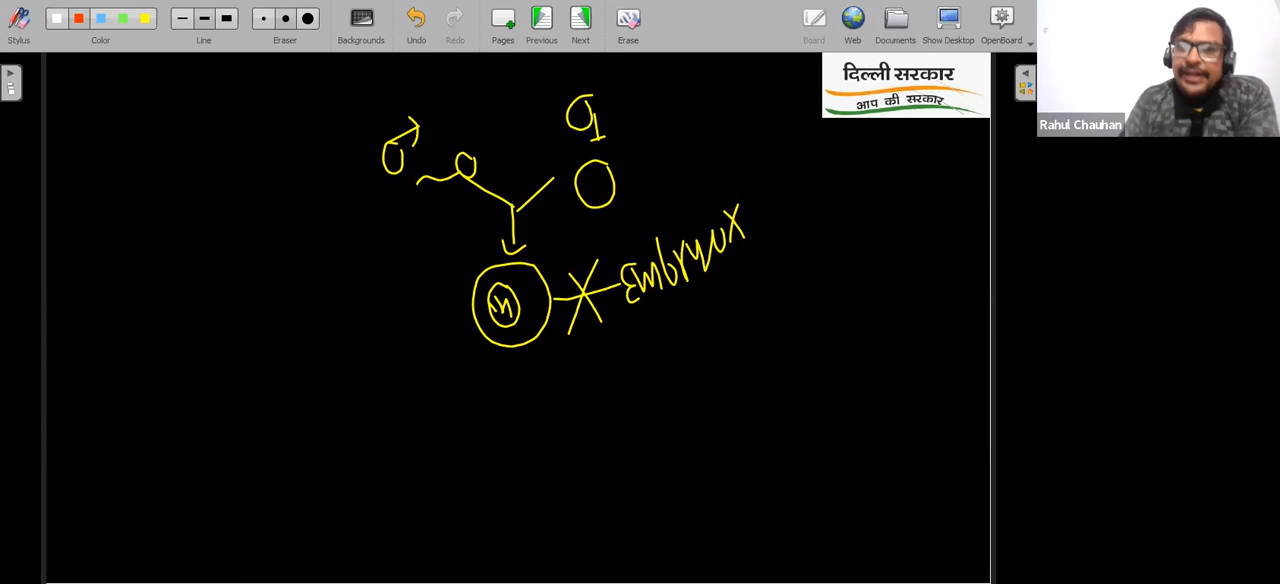 Stylus
Color
Line
Eraser
Backgrounds
Undo
Redo
Pages
Previous
Next
Erase
Board
Web
Documents
Show Desktop
OpenBoard
दिल्ली सरकार
आप की सरकार
Rahul Chauhan
Embryo